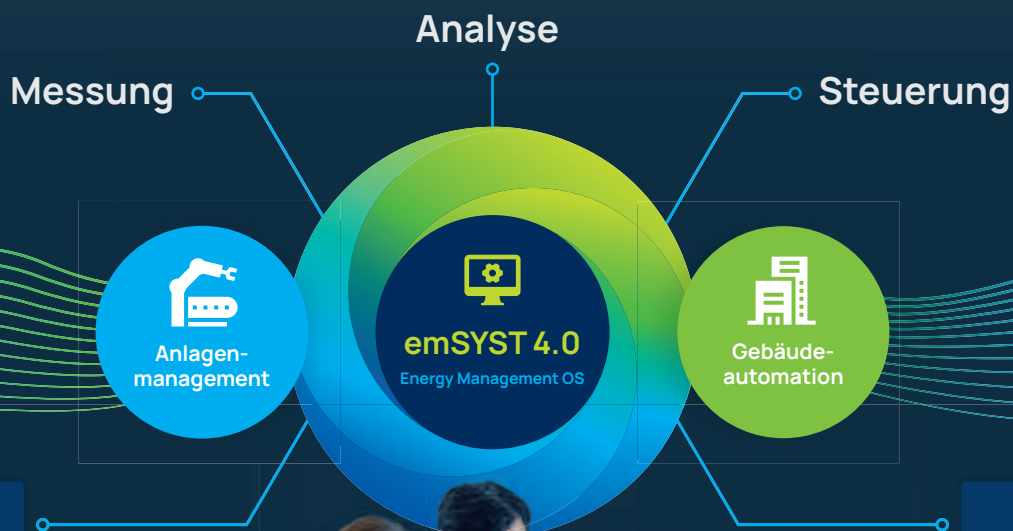 Analyse
Messung
Steuerung
emSYST 4.0
Energy Management OS
Anlagen-
management
Gebäude-
automation